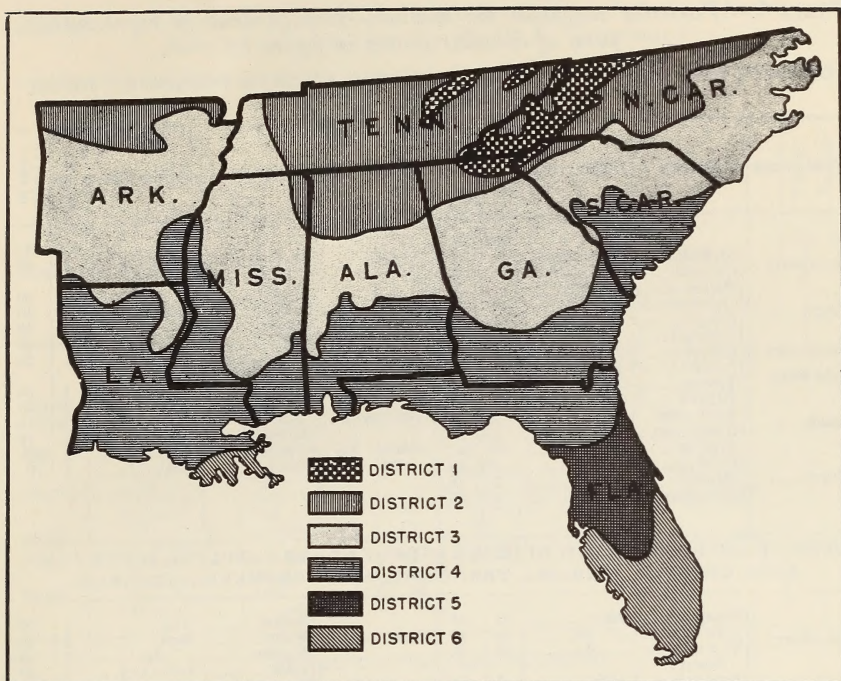 TENN.
N. CAR.
ARK.
S. CAR.
MISS.
ALA.
GA.
LA.
FLA.
DISTRICT 1
DISTRICT 2
DISTRICT 3
DISTRICT 4
DISTRICT 5
DISTRICT 6